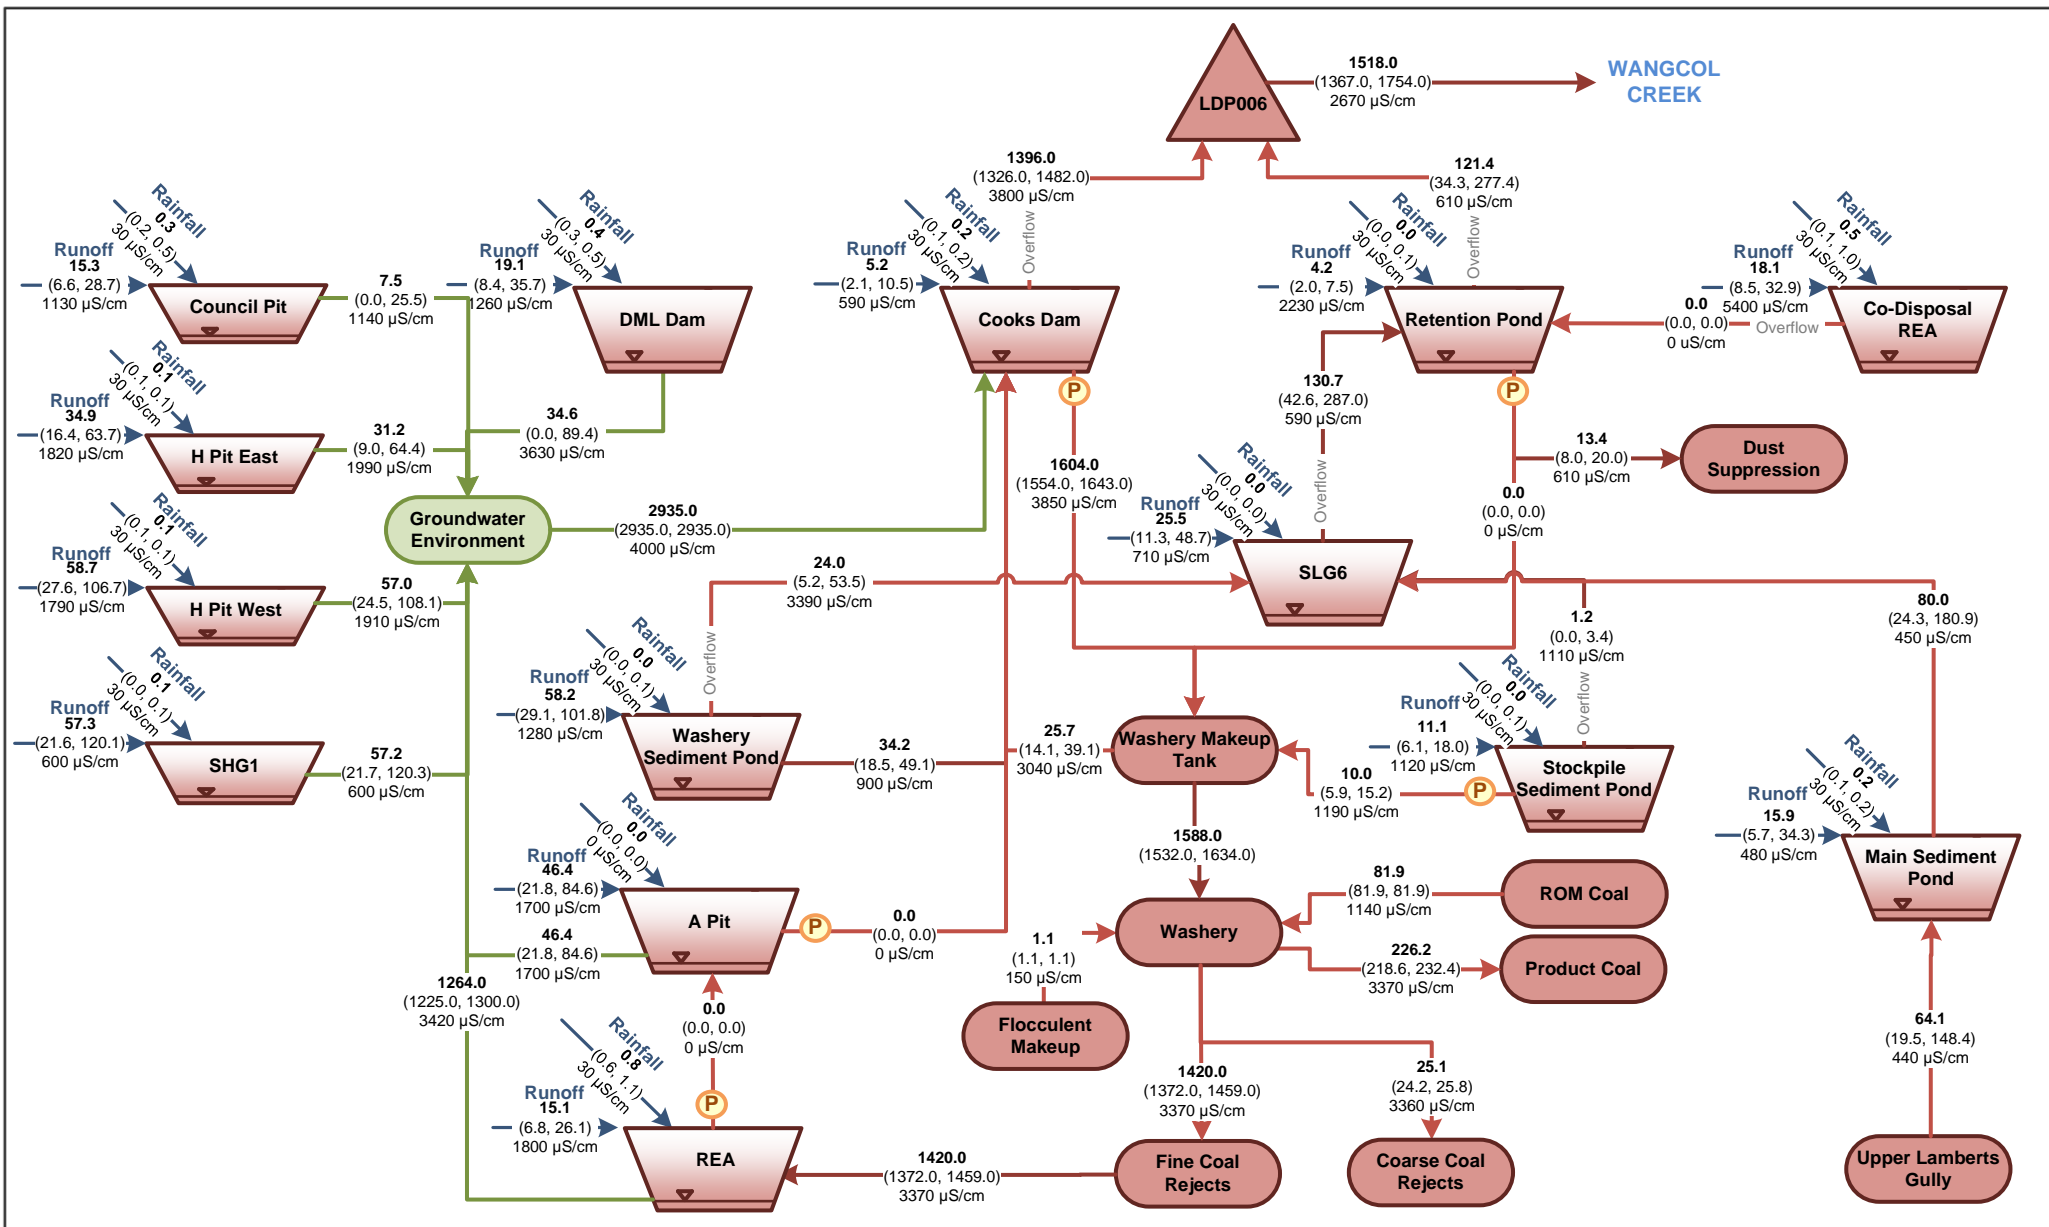 LDP006
1518.0
(1367.0, 1754.0)
2670 µS/cm
WANGCOL
CREEK
1396.0
(1326.0, 1482.0)
3800 µS/cm
Overflow
121.4
(34.3, 277.4)
610 µS/cm
Overflow
Rainfall
0.3
(0.2, 0.5)
30 µS/cm
Runoff
15.3
(6.6, 28.7)
1130 µS/cm
Council Pit
7.5
(0.0, 25.5)
1140 µS/cm
Rainfall
0.4
(0.3, 0.5)
30 µS/cm
Runoff
19.1
(8.4, 35.7)
1260 µS/cm
DML Dam
34.6
(0.0, 89.4)
3630 µS/cm
Rainfall
0.2
(0.1, 0.2)
30 µS/cm
Runoff
5.2
(2.1, 10.5)
590 µS/cm
Cooks Dam
P
Rainfall
0.0
(0.0, 0.1)
30 µS/cm
Runoff
4.2
(2.0, 7.5)
2230 µS/cm
Retention Pond
P
Rainfall
0.5
(0.1, 1.0)
30 µS/cm
Runoff
18.1
(8.5, 32.9)
5400 µS/cm
Co-Disposal
REA
0.0
(0.0, 0.0)
0 uS/cm
Overflow
Rainfall
0.1
(0.1, 0.1)
30 µS/cm
Runoff
34.9
(16.4, 63.7)
1820 µS/cm
H Pit East
31.2
(9.0, 64.4)
1990 µS/cm
130.7
(42.6, 287.0)
590 µS/cm
Overflow
1604.0
(1554.0, 1643.0)
3850 µS/cm
13.4
(8.0, 20.0)
610 µS/cm
Dust
Suppression
0.0
(0.0, 0.0)
0 µS/cm
Groundwater
Environment
2935.0
(2935.0, 2935.0)
4000 µS/cm
Rainfall
0.1
(0.1, 0.1)
30 µS/cm
Runoff
58.7
(27.6, 106.7)
1790 µS/cm
H Pit West
57.0
(24.5, 108.1)
1910 µS/cm
Rainfall
0.0
(0.0, 0.0)
30 µS/cm
Runoff
25.5
(11.3, 48.7)
710 µS/cm
SLG6
24.0
(5.2, 53.5)
3390 µS/cm
1.2
(0.0, 3.4)
1110 µS/cm
Overflow
80.0
(24.3, 180.9)
450 µS/cm
Rainfall
0.1
(0.0, 0.1)
30 µS/cm
Runoff
57.3
(21.6, 120.1)
600 µS/cm
SHG1
57.2
(21.7, 120.3)
600 µS/cm
Rainfall
0.0
(0.0, 0.1)
30 µS/cm
Overflow
Runoff
58.2
(29.1, 101.8)
1280 µS/cm
Washery
Sediment Pond
34.2
(18.5, 49.1)
900 µS/cm
25.7
(14.1, 39.1)
3040 µS/cm
Washery Makeup
Tank
10.0
(5.9, 15.2)
1190 µS/cm
P
Rainfall
0.0
(0.0, 0.1)
30 µS/cm
Runoff
11.1
(6.1, 18.0)
1120 µS/cm
Stockpile
Sediment Pond
Rainfall
0.2
(0.1, 0.2)
30 µS/cm
Runoff
15.9
(5.7, 34.3)
480 µS/cm
Main Sediment
Pond
1588.0
(1532.0, 1634.0)
Rainfall
0.0
(0.0, 0.0)
0 µS/cm
Runoff
46.4
(21.8, 84.6)
1700 µS/cm
A Pit
P
0.0
(0.0, 0.0)
0 µS/cm
46.4
(21.8, 84.6)
1700 µS/cm
Washery
81.9
(81.9, 81.9)
1140 µS/cm
ROM Coal
226.2
(218.6, 232.4)
3370 µS/cm
Product Coal
1.1
(1.1, 1.1)
150 µS/cm
Flocculent
Makeup
1264.0
(1225.0, 1300.0)
3420 µS/cm
0.0
(0.0, 0.0)
0 µS/cm
P
Rainfall
0.8
(0.6, 1.1)
30 µS/cm
Runoff
15.1
(6.8, 26.1)
1800 µS/cm
REA
1420.0
(1372.0, 1459.0)
3370 µS/cm
1420.0
(1372.0, 1459.0)
3370 µS/cm
Fine Coal
Rejects
25.1
(24.2, 25.8)
3360 µS/cm
Coarse Coal
Rejects
64.1
(19.5, 148.4)
440 µS/cm
Upper Lamberts
Gully